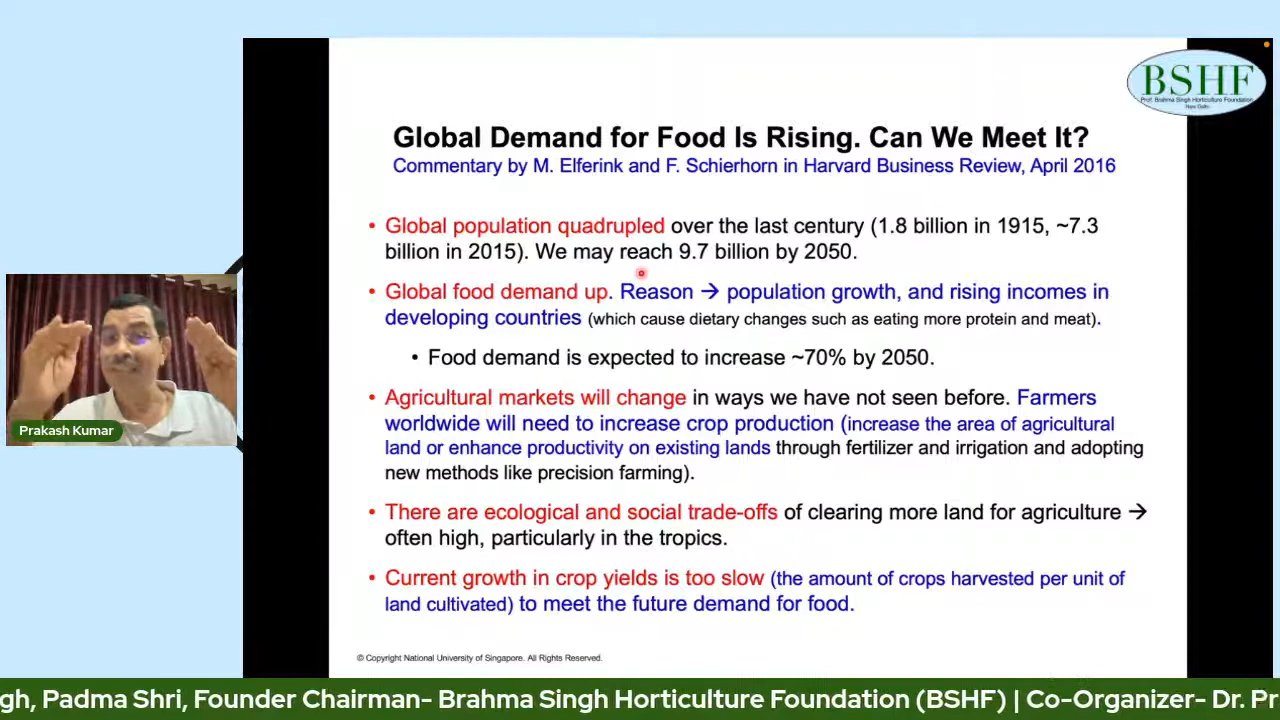 BSHF
Prof. Brahma Singh Horticulture Foundation
New Delhi
Global Demand for Food Is Rising. Can We Meet It?
Commentary by M. Elferink and F. Schierhorn in Harvard Business Review, April 2016
• Global population quadrupled over the last century (1.8 billion in 1915, ~7.3
billion in 2015). We may reach 9.7 billion by 2050.
• Global food demand up. Reason → population growth, and rising incomes in
developing countries (which cause dietary changes such as eating more protein and meat).
• Food demand is expected to increase ~70% by 2050.
• Agricultural markets will change in ways we have not seen before. Farmers
worldwide will need to increase crop production (increase the area of agricultural
land or enhance productivity on existing lands through fertilizer and irrigation and adopting
new methods like precision farming).
• There are ecological and social trade-offs of clearing more land for agriculture →
often high, particularly in the tropics.
• Current growth in crop yields is too slow (the amount of crops harvested per unit of
land cultivated) to meet the future demand for food.
Prakash Kumar
© Copyright National University of Singapore. All Rights Reserved.
gh, Padma Shri, Founder Chairman- Brahma Singh Horticulture Foundation (BSHF) | Co-Organizer- Dr. Pr